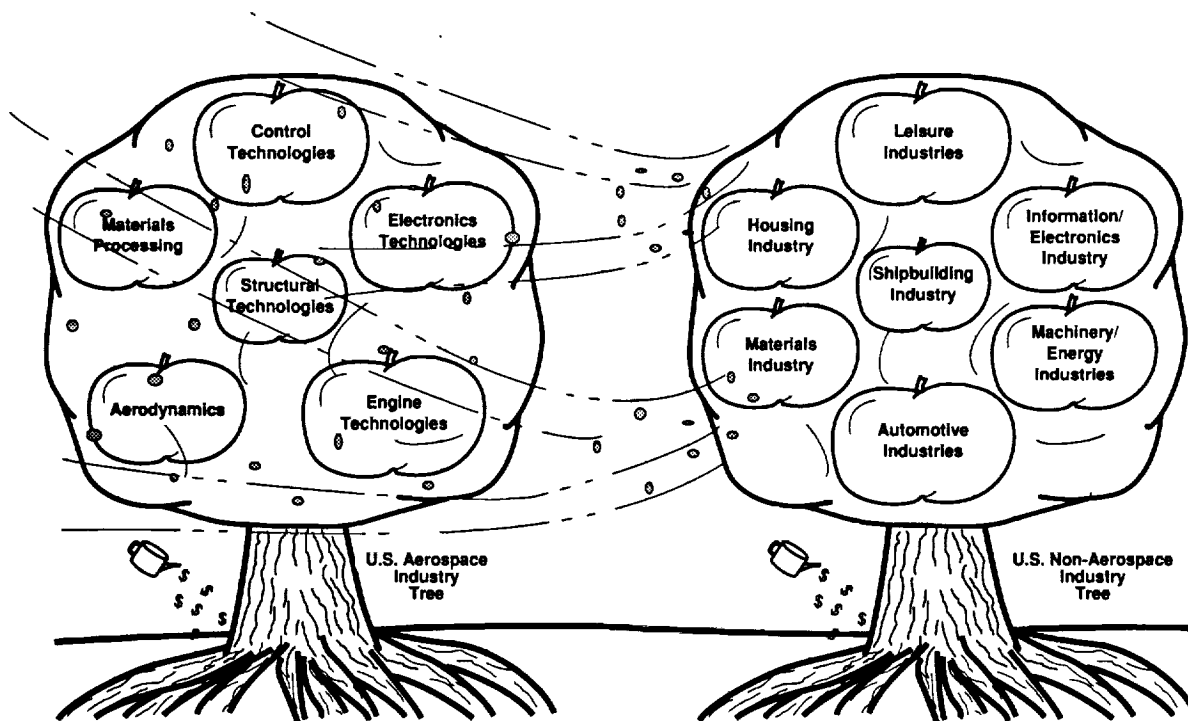 Control
Technologies
Materials
Processing
Electronics
Technologies
Structural
Technologies
Aerodynamics
Engine
Technologies
U.S. Aerospace
Industry
Tree
$
$
$
$
$
$
Leisure
Industries
Housing
Industry
Information/
Electronics
Industry
Shipbuilding
Industry
Materials
Industry
Machinery/
Energy
Industries
Automotive
Industries
U.S. Non-Aerospace
Industry
Tree
$
$
$
$
$
$